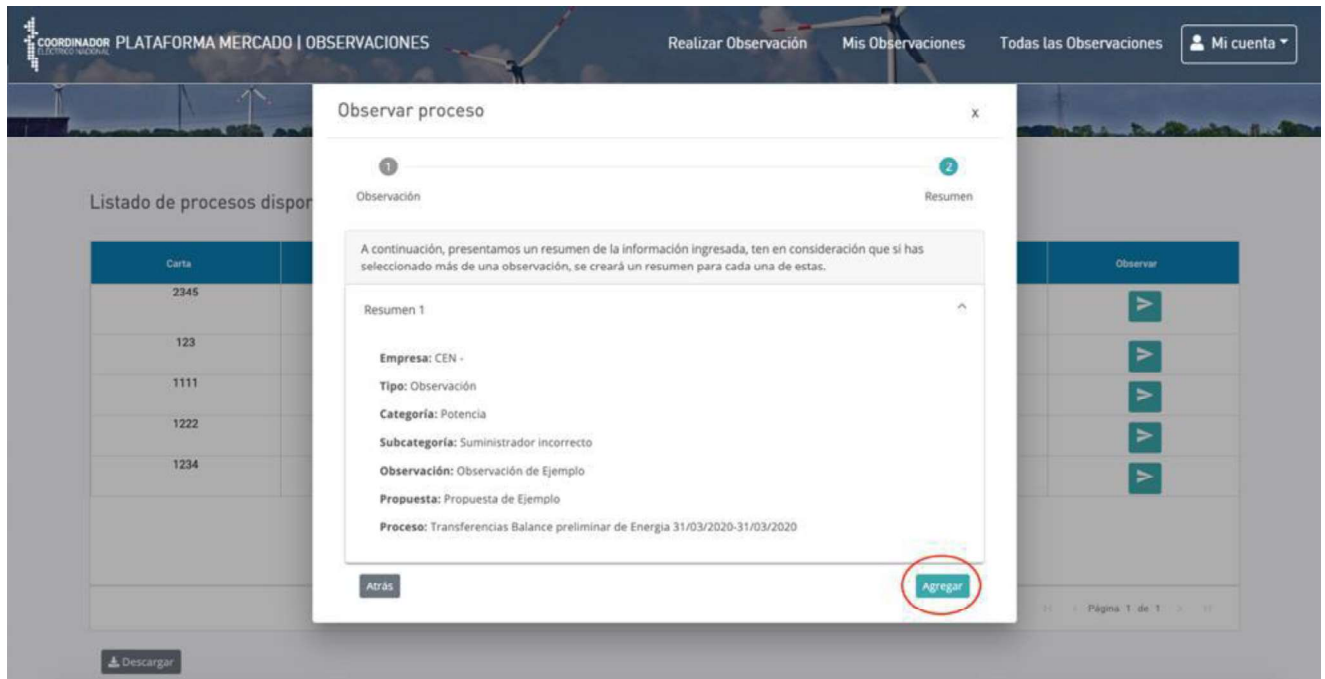 COORDINADOR
ELÉCTRICO NACIONAL
PLATAFORMA MERCADO | OBSERVACIONES
Realizar Observación
Mis Observaciones
Todas las Observaciones
Mi cuenta
Observar proceso
x
1
2
Observación
Resumen
Listado de procesos dispon
A continuación, presentamos un resumen de la información ingresada, ten en consideración que si has
seleccionado más de una observación, se creará un resumen para cada una de estas.
Carta
Observar
2345
123
1111
1222
1234
Resumen 1
Empresa: CEN -
Tipo: Observación
Categoría: Potencia
Subcategoría: Suministrador incorrecto
Observación: Observación de Ejemplo
Propuesta: Propuesta de Ejemplo
Proceso: Transferencias Balance preliminar de Energia 31/03/2020-31/03/2020
Atrás
Agregar
Página 1 de 1
Descargar